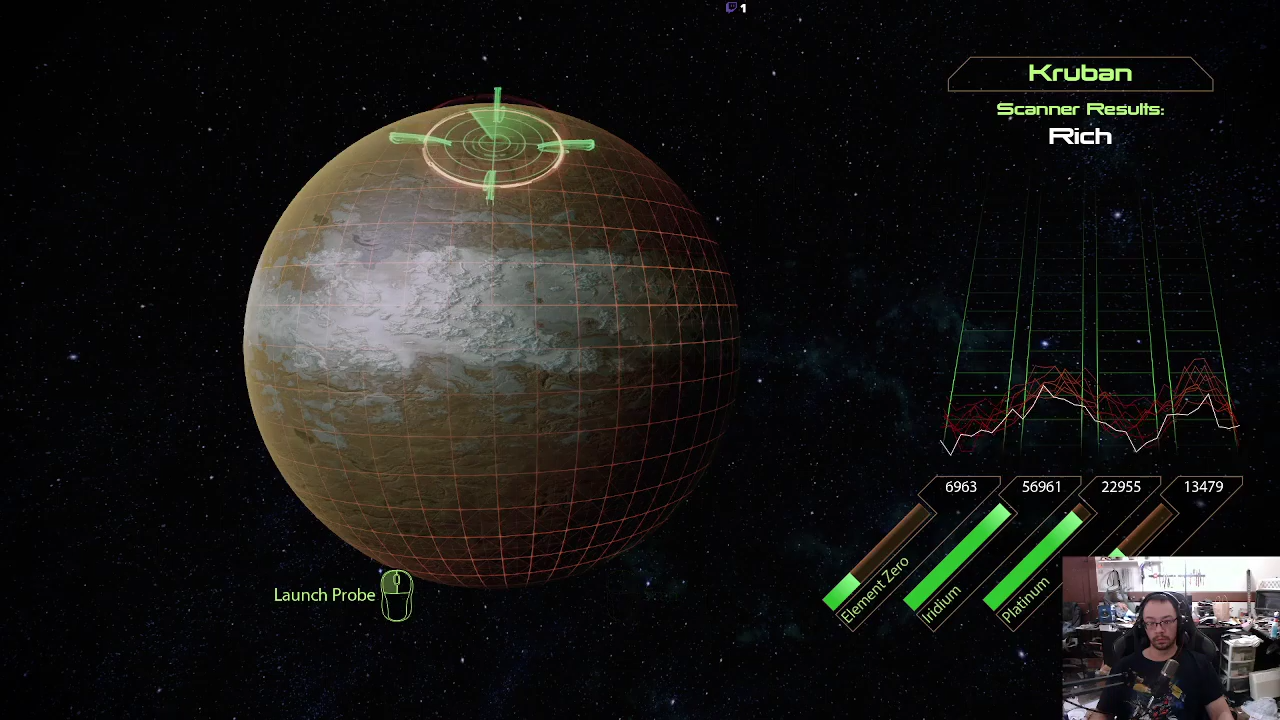 1
Kruban
Scanner Results:
Rich
6963 56961 22955 13479
Element Zero Iridium Platinum
Launch Probe